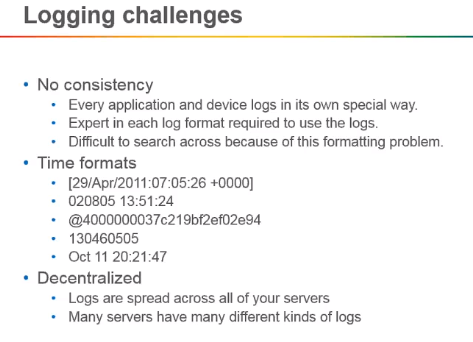 Logging challenges
• No consistency
• Every application and device logs in its own special way.
• Expert in each log format required to use the logs.
• Difficult to search across because of this formatting problem.
• Time formats
• [29/Apr/2011:07:05:26 +0000]
• 020805 13:51:24
• @4000000037c219bf2ef02e94
• 130460505
• Oct 11 20:21:47
• Decentralized
• Logs are spread across all of your servers
• Many servers have many different kinds of logs